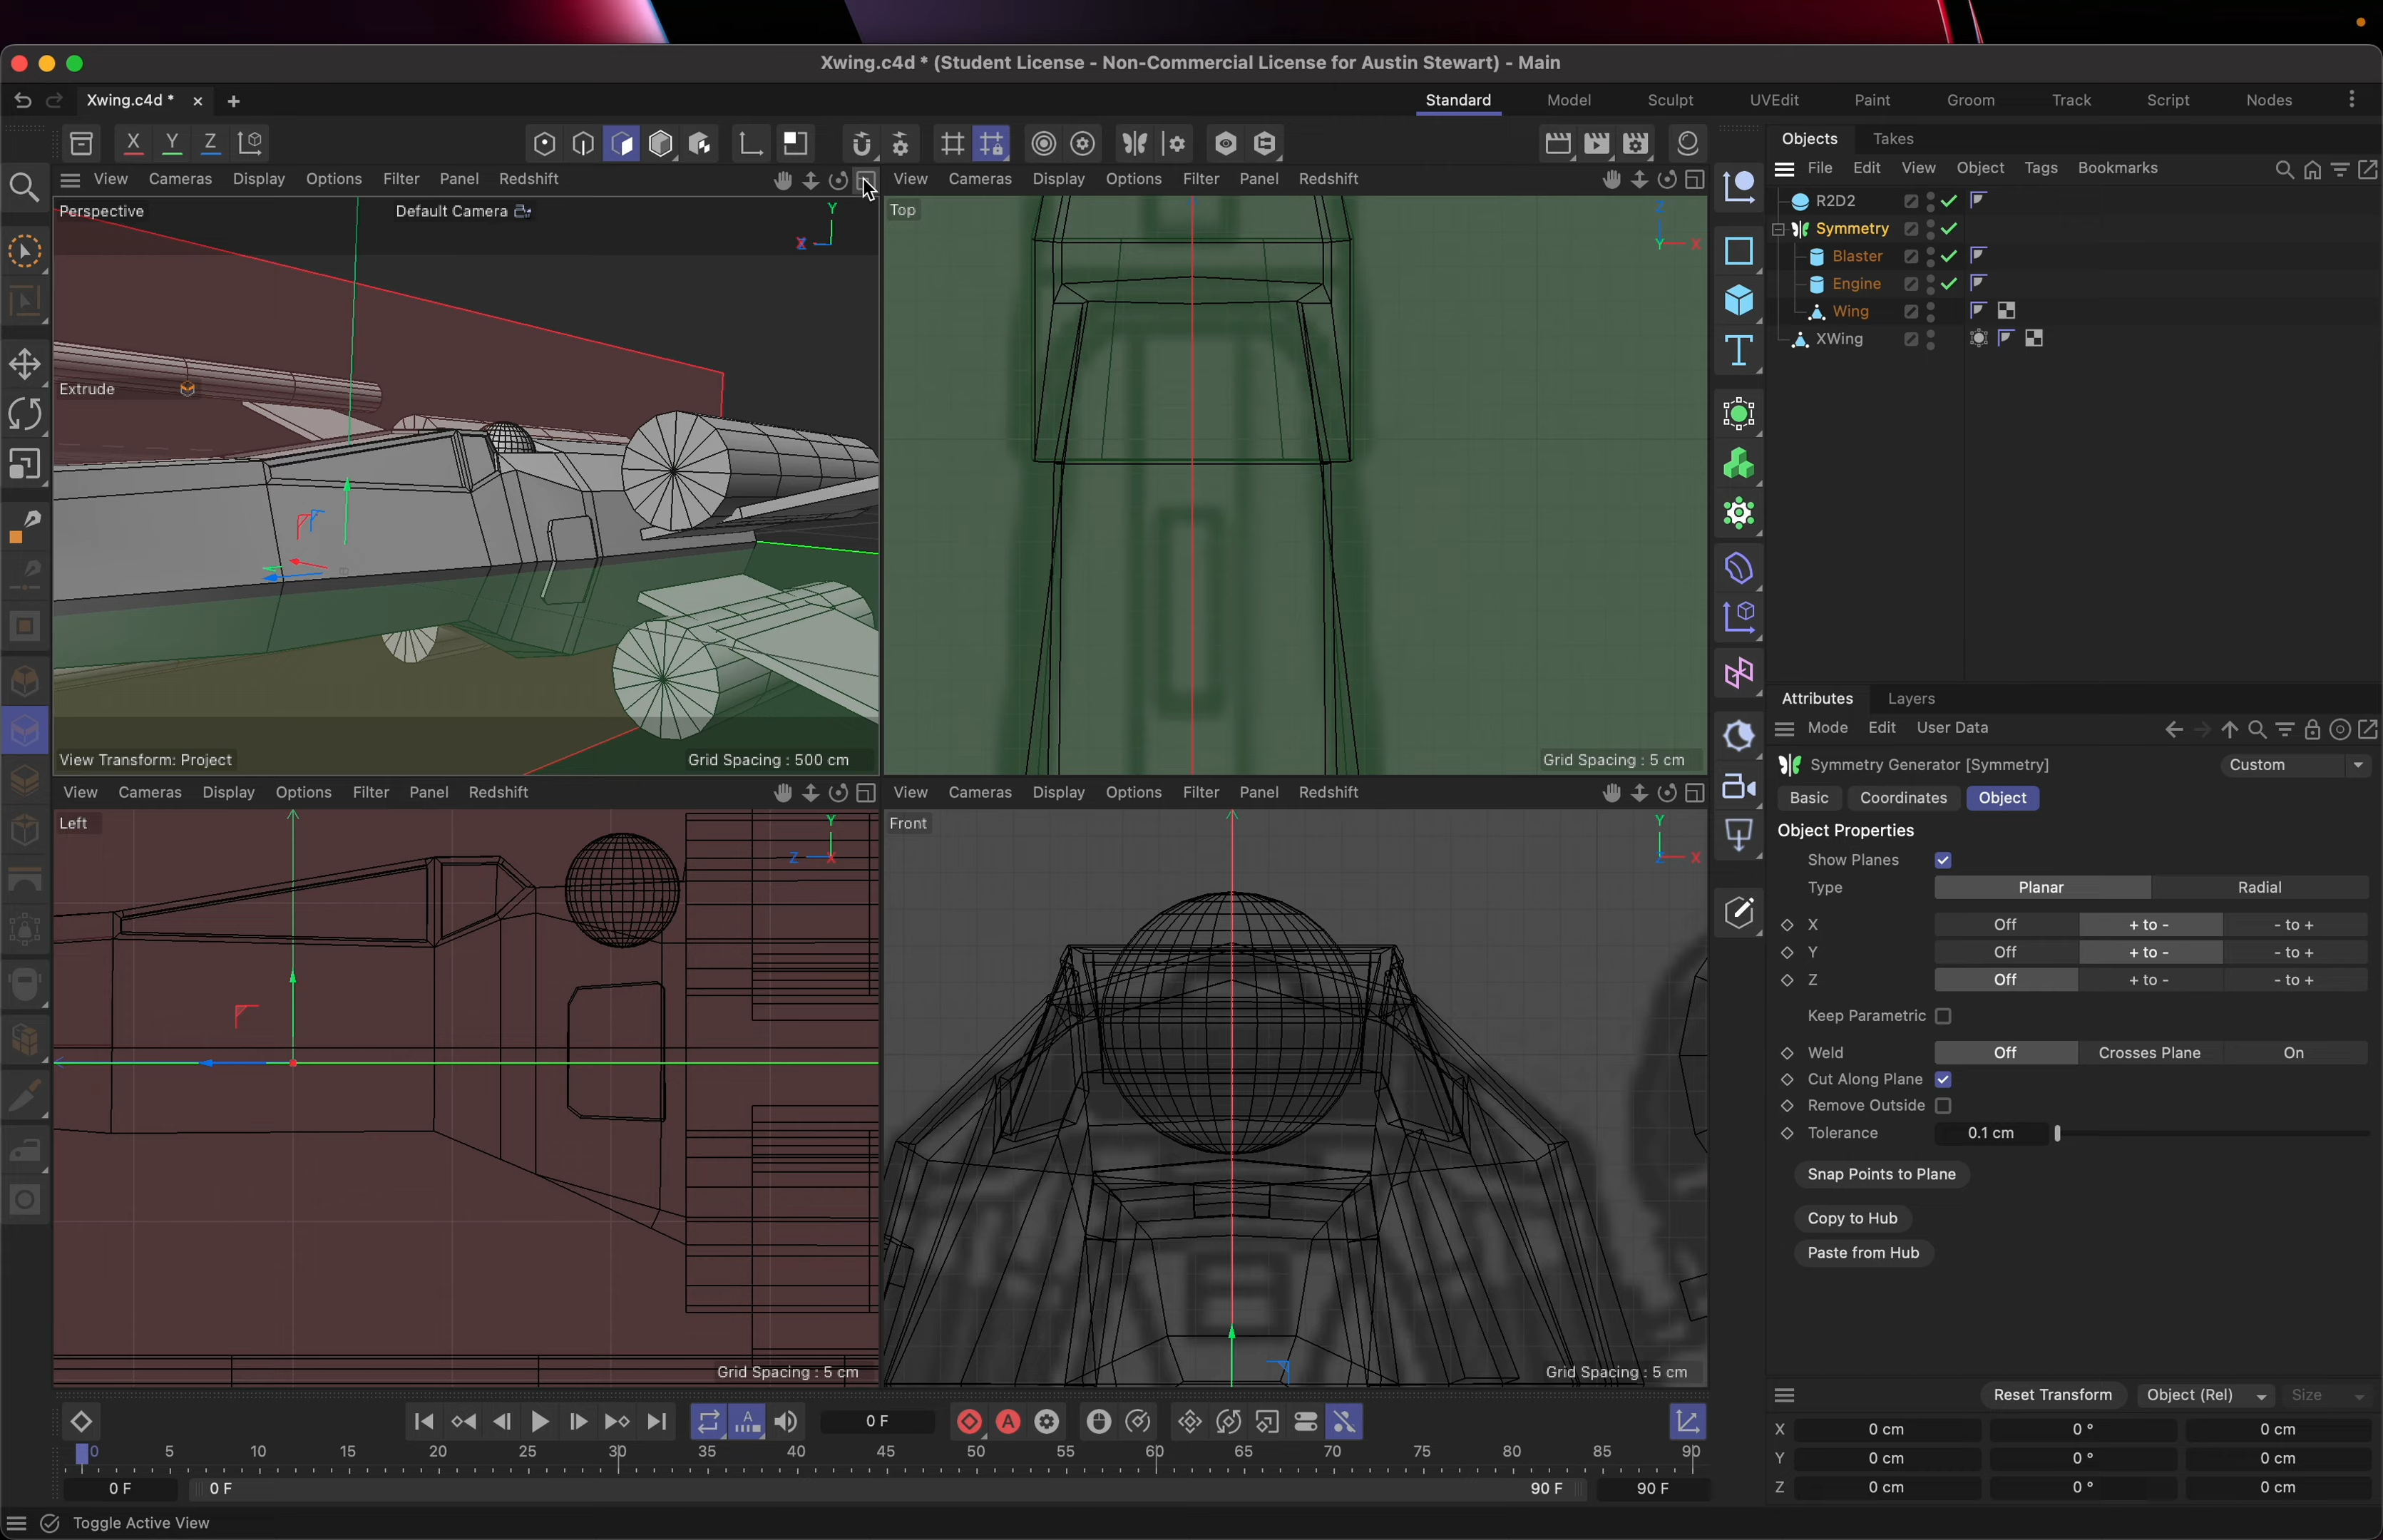 Xwing.c4d * (Student License - Non-Commercial License for Austin Stewart) - Main
Xwing.c4d *
Standard Model Sculpt UVEdit Paint Groom Track Script Nodes
X Y Z
Objects Takes
File Edit View Object Tags Bookmarks
View Cameras Display Options Filter Panel Redshift
View Cameras Display Options Filter Panel Redshift
Perspective
Default Camera
Y
X
Extrude
View Transform: Project
Grid Spacing : 500 cm
Top
Z
Y X
Grid Spacing : 5 cm
R2D2
Symmetry
Blaster
Engine
Wing
XWing
View Cameras Display Options Filter Panel Redshift
View Cameras Display Options Filter Panel Redshift
Left
Y
Z X
Grid Spacing : 5 cm
Front
Y
Z X
Grid Spacing : 5 cm
Attributes Layers
Mode Edit User Data
Symmetry Generator [Symmetry]
Custom
Basic Coordinates Object
Object Properties
Show Planes
Type Planar Radial
X Off + to - - to +
Y Off + to - - to +
Z Off + to - - to +
Keep Parametric
Weld Off Crosses Plane On
Cut Along Plane
Remove Outside
Tolerance 0.1 cm
Snap Points to Plane
Copy to Hub
Paste from Hub
Reset Transform Object (Rel) Size
X 0 cm 0 ° 0 cm
Y 0 cm 0 ° 0 cm
Z 0 cm 0 ° 0 cm
A
0 F
A
0 5 10 15 20 25 30 35 40 45 50 55 60 65 70 75 80 85 90
0 F 0 F 90 F 90 F
Toggle Active View